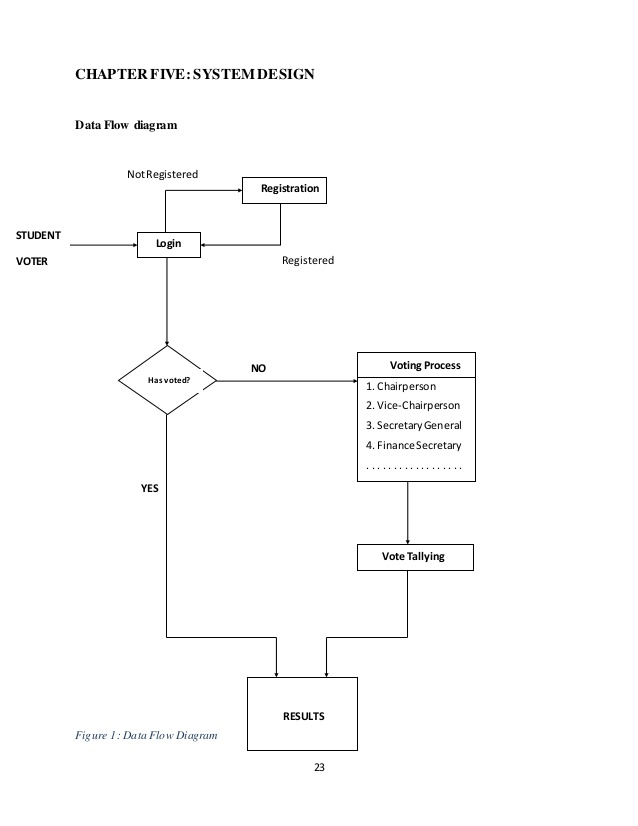 CHAPTER FIVE: SYSTEM DESIGN
Data Flow diagram
Not Registered
Registration
STUDENT
VOTER
Login
Registered
Has voted?
NO
Voting Process
1. Chairperson
2. Vice-Chairperson
3. Secretary General
4. Finance Secretary
. . . . . . . . . . . . . . . . . .
YES
Vote Tallying
RESULTS
Figure 1: Data Flow Diagram
23